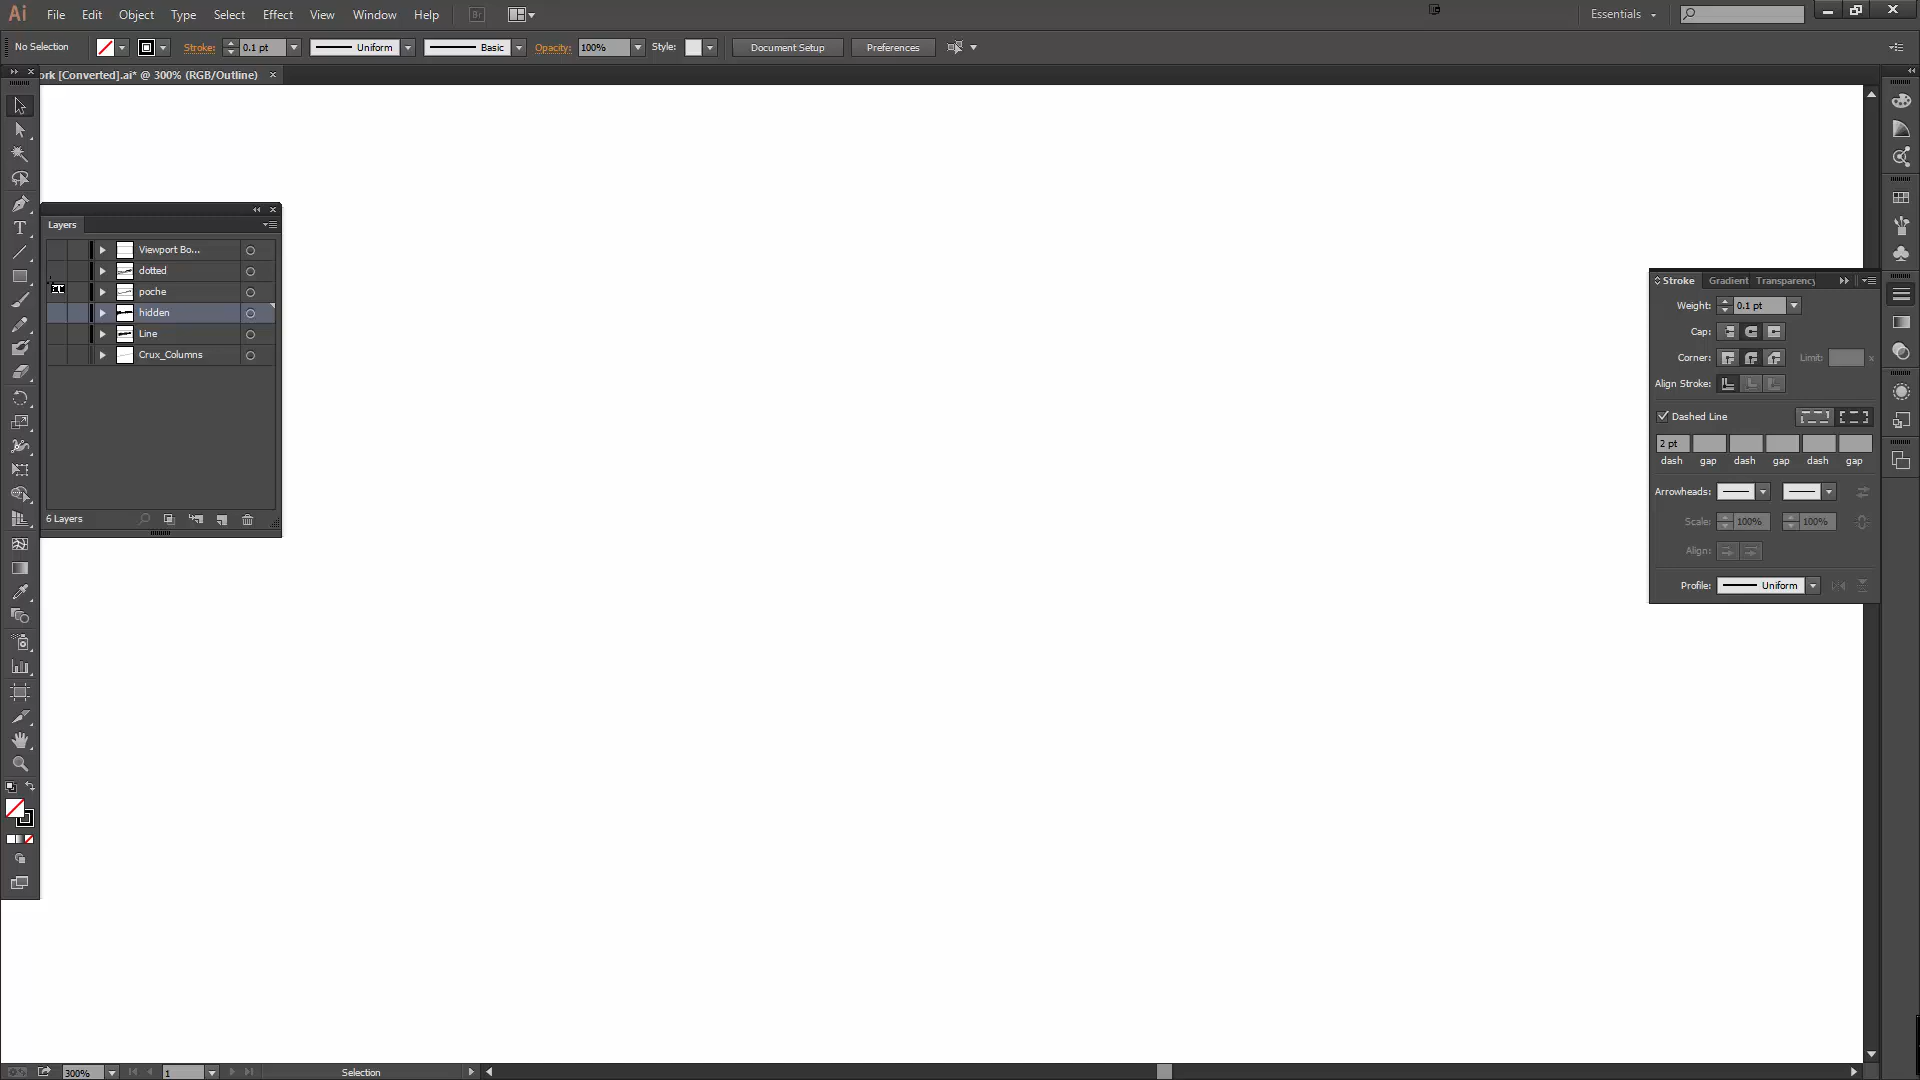 Ai File Edit Object Type Select Effect View Window Help Br Essentials
No Selection Stroke: 0.1 pt Uniform Basic Opacity: 100% Style: Document Setup Preferences
ork [Converted].ai* @ 300% (RGB/Outline)
Layers
Viewport Bo...
dotted
poche
hidden
Line
Crux_Columns
6 Layers
Stroke Gradient Transparency
Weight: 0.1 pt
Cap:
Corner: Limit: x
Align Stroke:
Dashed Line
2 pt
dash gap dash gap dash gap
Arrowheads:
Scale: 100% 100%
Align:
Profile: Uniform
300% 1 Selection